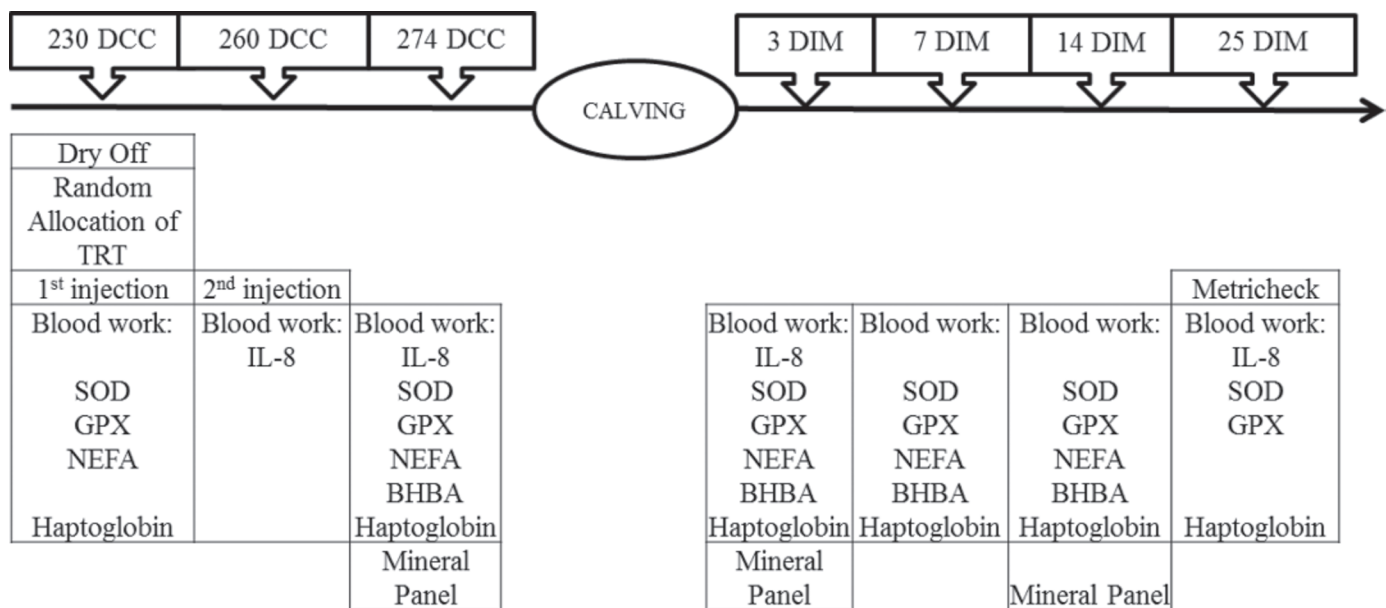 230 DCC
260 DCC
274 DCC
3 DIM
7 DIM
14 DIM
25 DIM
CALVING
Dry Off
Random
Allocation of
TRT
1st injection
2nd injection
Metricheck
Blood work:
SOD
GPX
NEFA
Haptoglobin
Blood work:
IL-8
Blood work:
IL-8
SOD
GPX
NEFA
BHBA
Haptoglobin
Mineral
Panel
Blood work:
IL-8
SOD
GPX
NEFA
BHBA
Haptoglobin
Mineral
Panel
Blood work:
SOD
GPX
NEFA
BHBA
Haptoglobin
Blood work:
SOD
GPX
NEFA
BHBA
Haptoglobin
Mineral Panel
Blood work:
IL-8
SOD
GPX
Haptoglobin